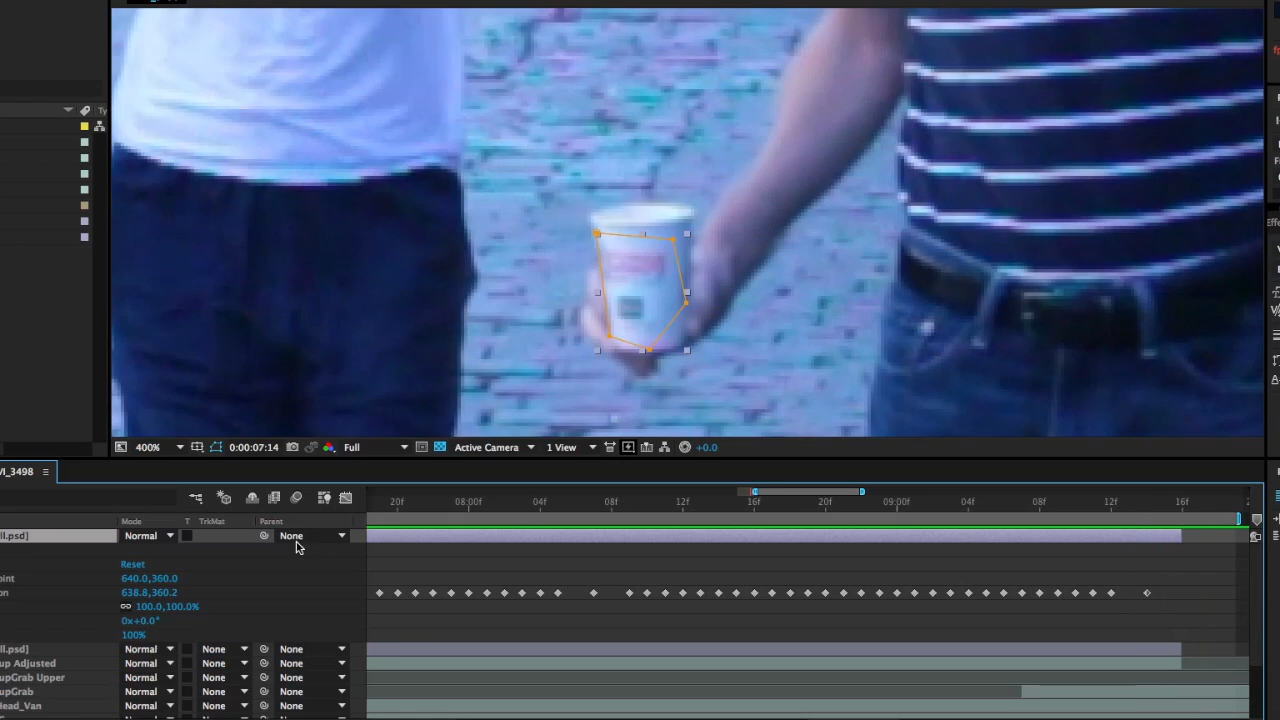 Ty
400%
0:00:07:14
Full
Active Camera
1 View
+0.0
VI_3498
20f
08:00f
04f
08f
12f
16f
20f
09:00f
04f
08f
12f
16f
Mode
T
TrkMat
Parent
ll.psd]
Normal
None
Reset
oint
640.0,360.0
on
638.8,360.2
100.0,100.0%
0x+0.0°
100%
ll.psd]
Normal
None
None
up Adjusted
Normal
None
None
upGrab Upper
Normal
None
None
upGrab
Normal
None
None
Head_Van
Normal
None
None
Effe